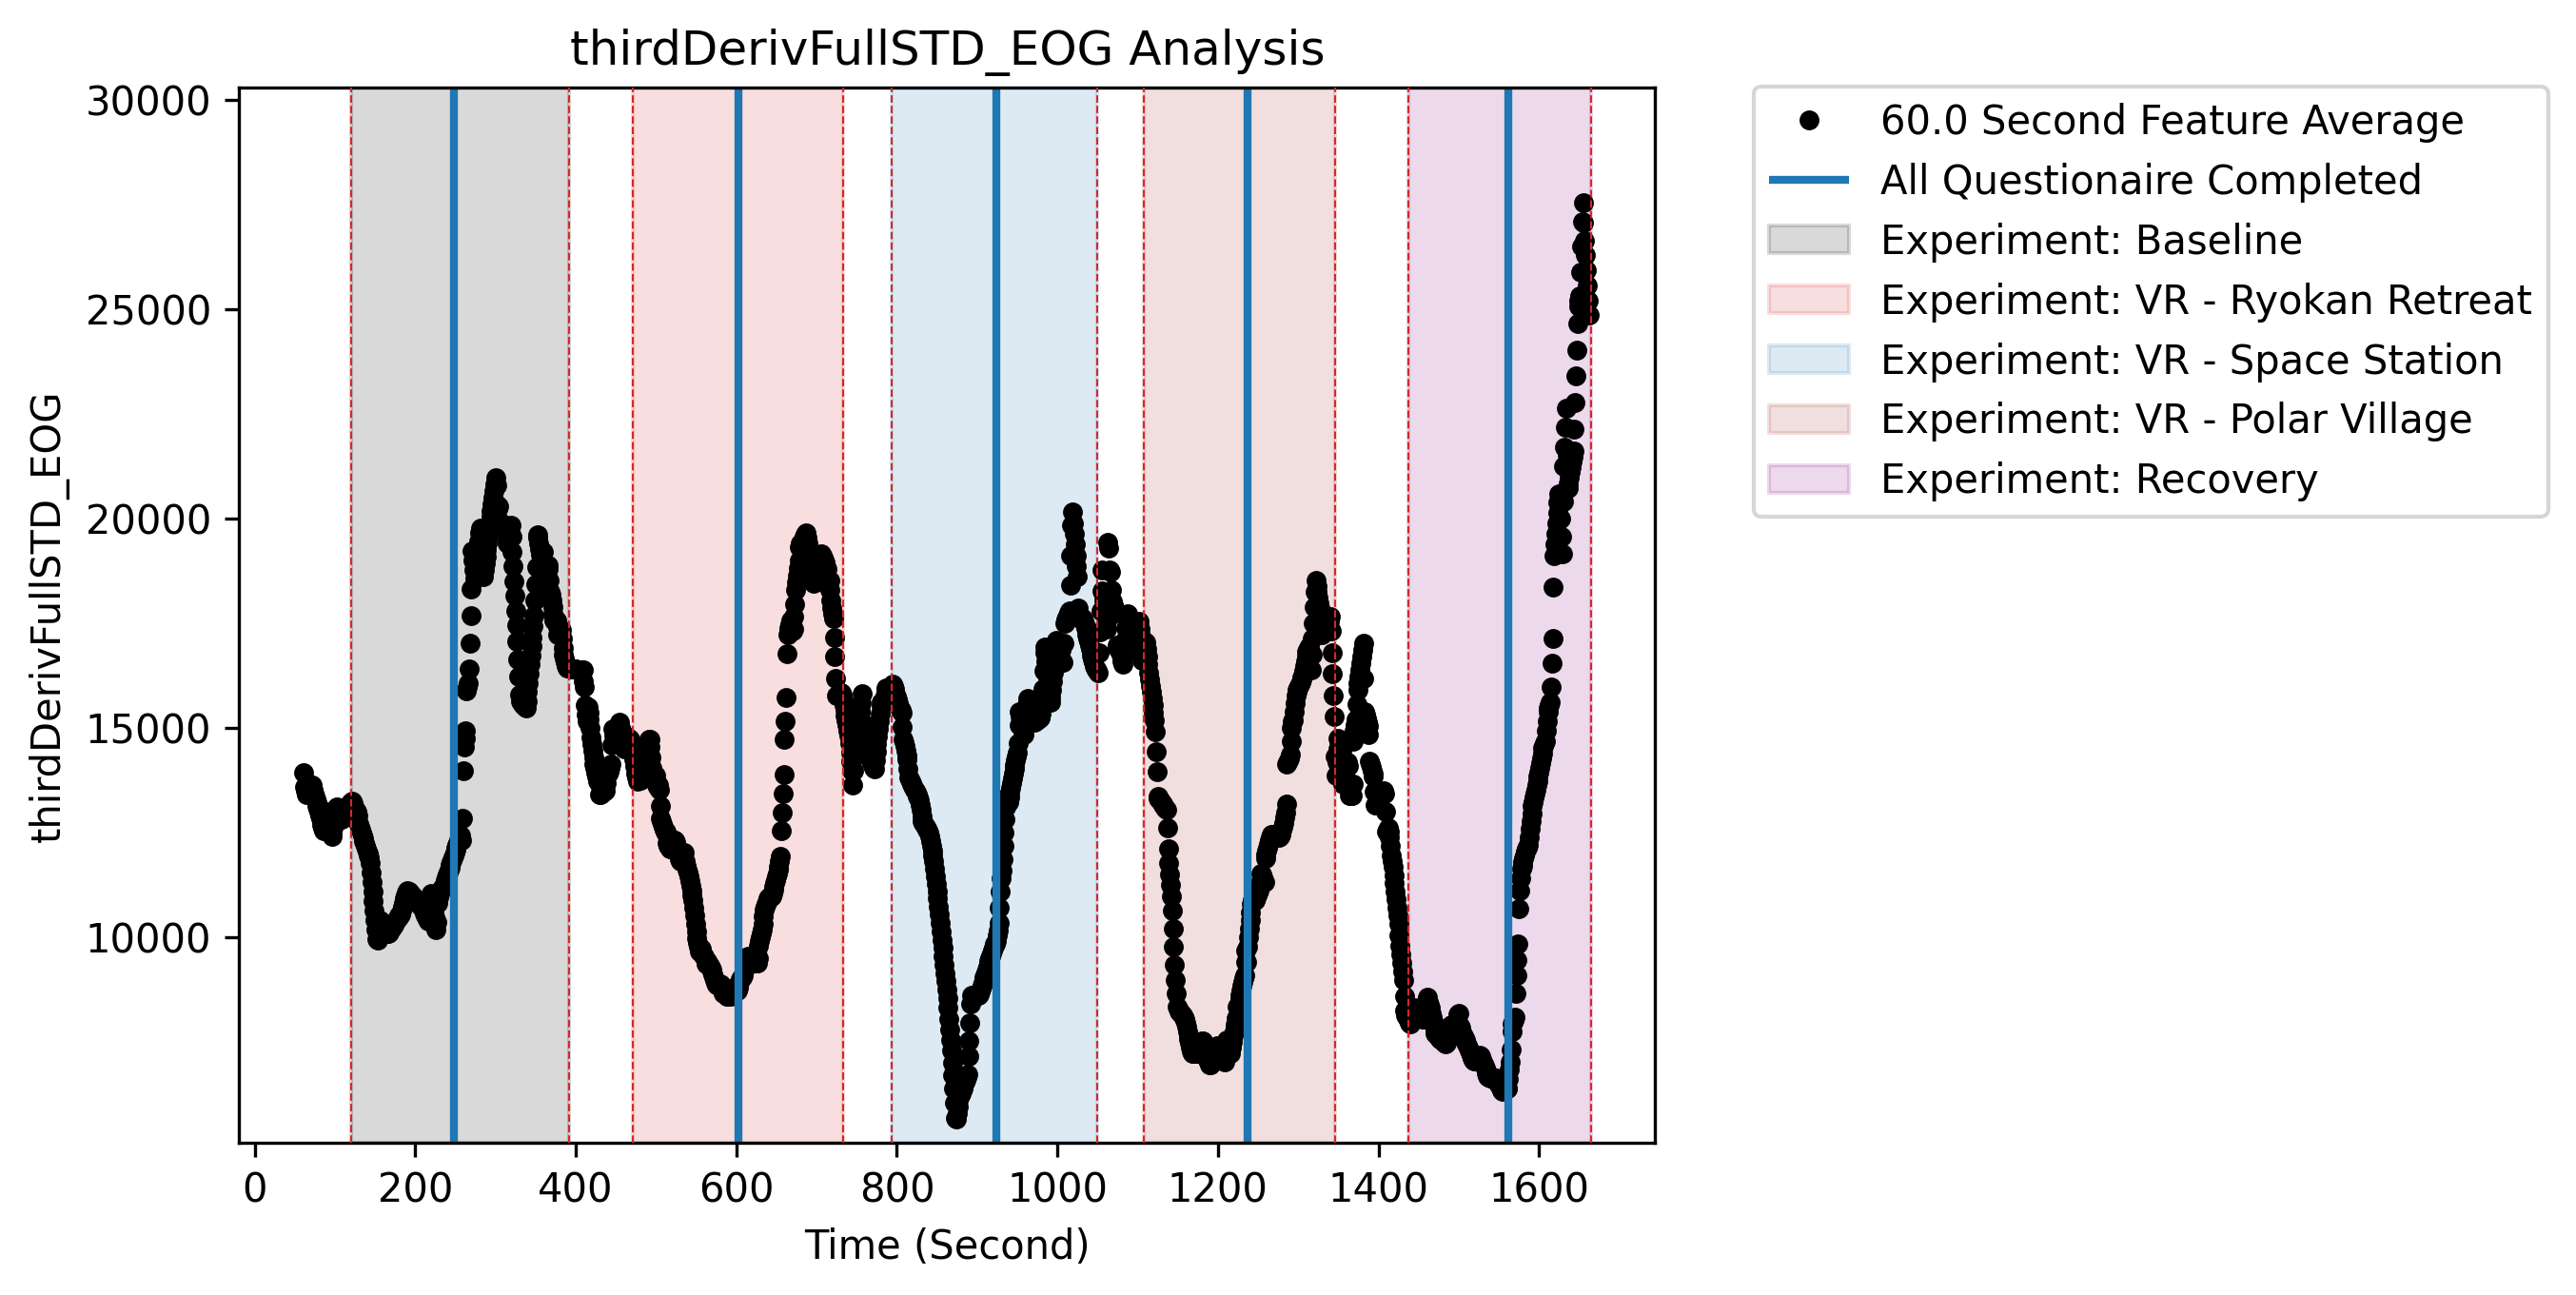 thirdDerivFullSTD_EOG Analysis
30000
25000
20000
15000
10000
thirdDerivFullSTD_EOG
0 200 400 600 800 1000 1200 1400 1600
Time (Second)
60.0 Second Feature Average
All Questionaire Completed
Experiment: Baseline
Experiment: VR - Ryokan Retreat
Experiment: VR - Space Station
Experiment: VR - Polar Village
Experiment: Recovery